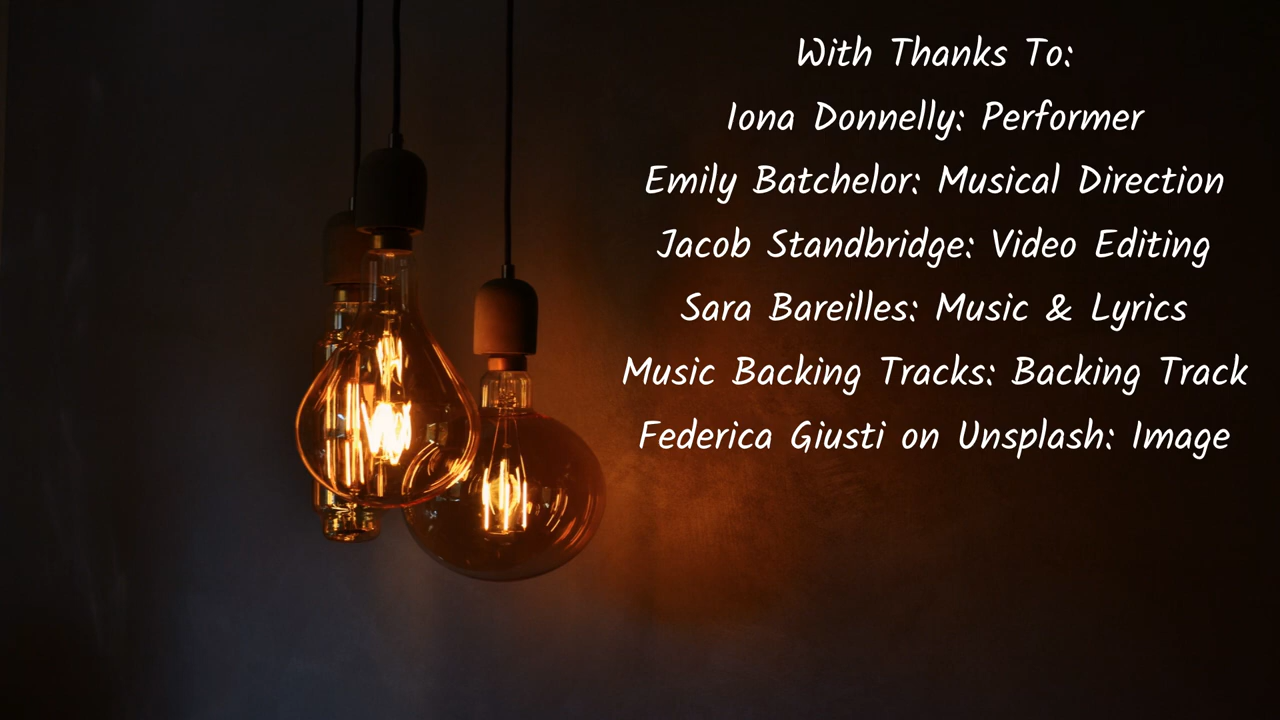 With Thanks To:
Iona Donnelly: Performer
Emily Batchelor: Musical Direction
Jacob Standbridge: Video Editing
Sara Bareilles: Music & Lyrics
Music Backing Tracks: Backing Track
Federica Giusti on Unsplash: Image